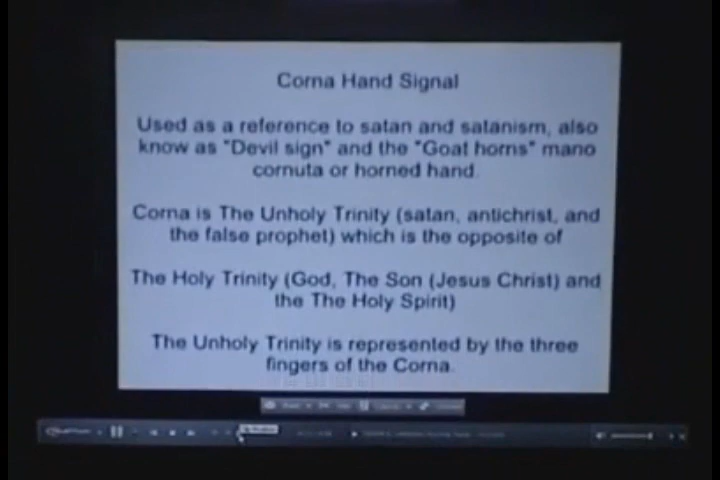 Corna Hand Signal
Used as a reference to satan and satanism, also
know as "Devil sign" and the "Goat horns" mano
cornuta or horned hand.
Corna is The Unholy Trinity (satan, antichrist, and
the false prophet) which is the opposite of
The Holy Trinity (God, The Son (Jesus Christ) and
the The Holy Spirit)
The Unholy Trinity is represented by the three
fingers of the Corna.